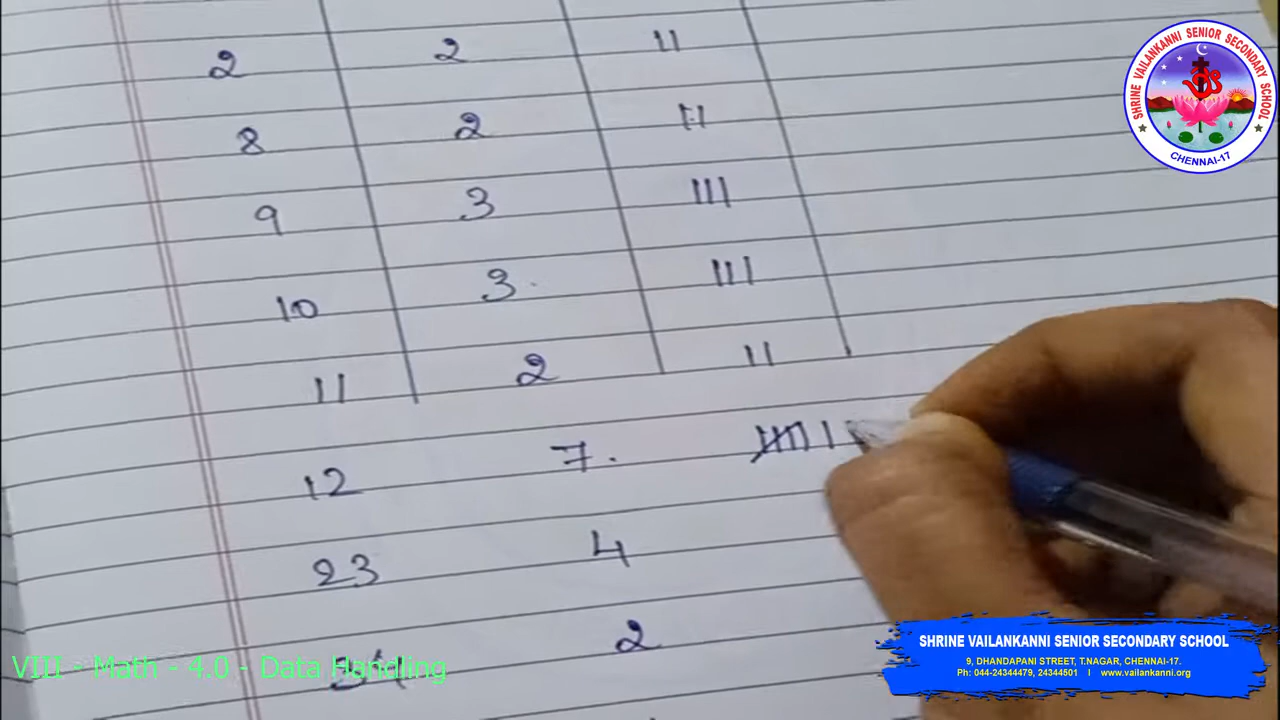 2 2 ||
8 2 ||
9 3 |||
10 3. |||
11 2 ||
12 7. |||| |
23 4
34 2
SHRINE VAILANKANNI SENIOR SECONDARY SCHOOL
CHENNAI-17
SHRINE VAILANKANNI SENIOR SECONDARY SCHOOL
9, DHANDAPANI STREET, T.NAGAR, CHENNAI-17.
Ph: 044-24344479, 24344501 I www.vailankanni.org
VIII - Math - 4.0 - Data Handling